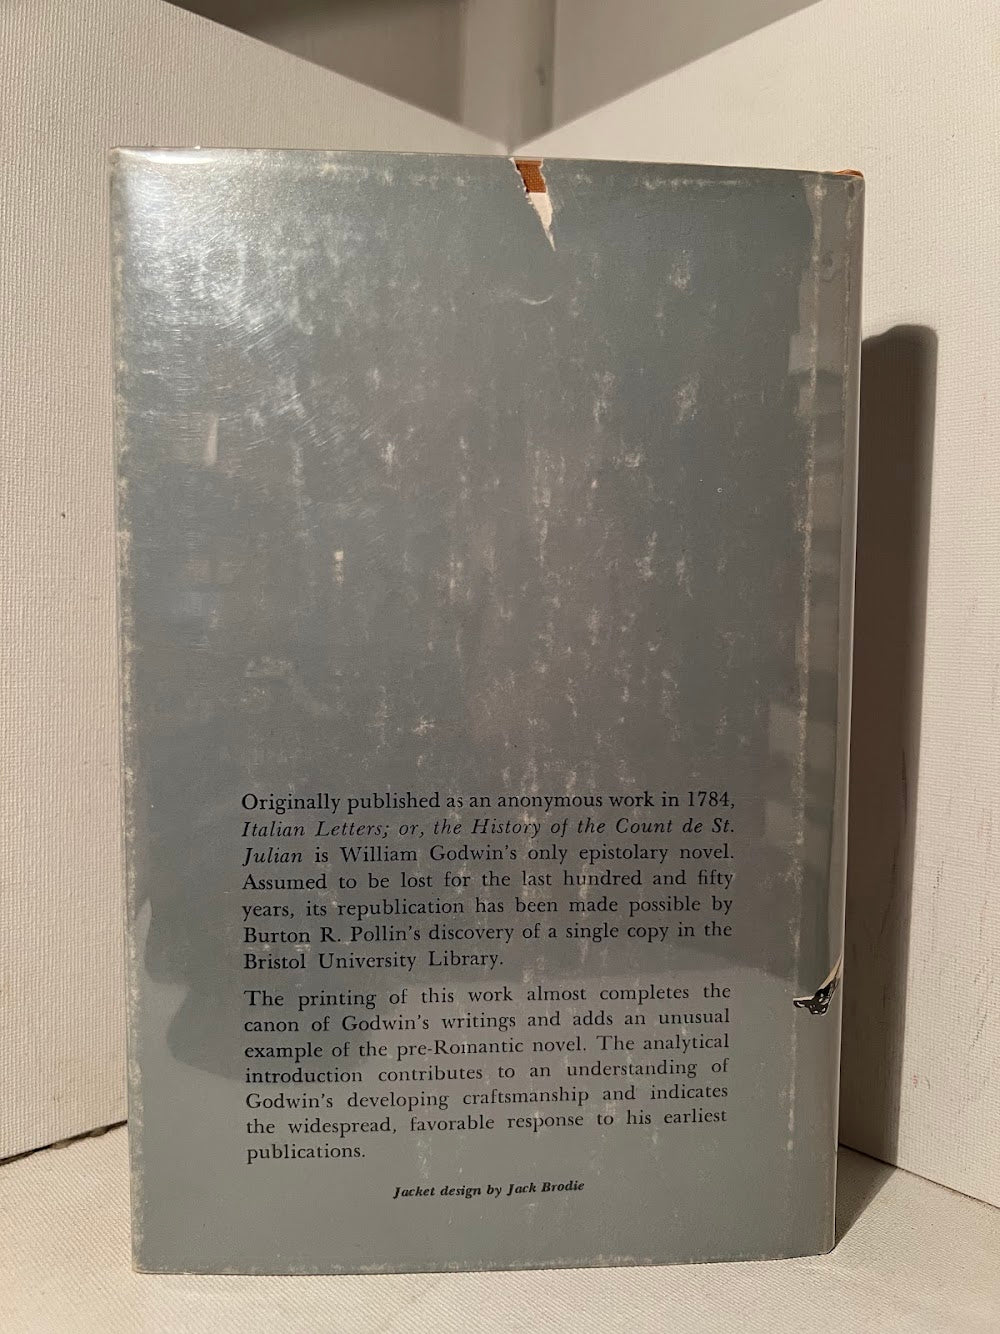 Originally published as an anonymous work in 1784,
Italian Letters; or, the History of the Count de St.
Julian is William Godwin's only epistolary novel.
Assumed to be lost for the last hundred and fifty
years, its republication has been made possible by
Burton R. Pollin's discovery of a single copy in the
Bristol University Library.
The printing of this work almost completes the
canon of Godwin's writings and adds an unusual
example of the pre-Romantic novel. The analytical
introduction contributes to an understanding of
Godwin's developing craftsmanship and indicates
the widespread, favorable response to his earliest
publications.
Jacket design by Jack Brodie